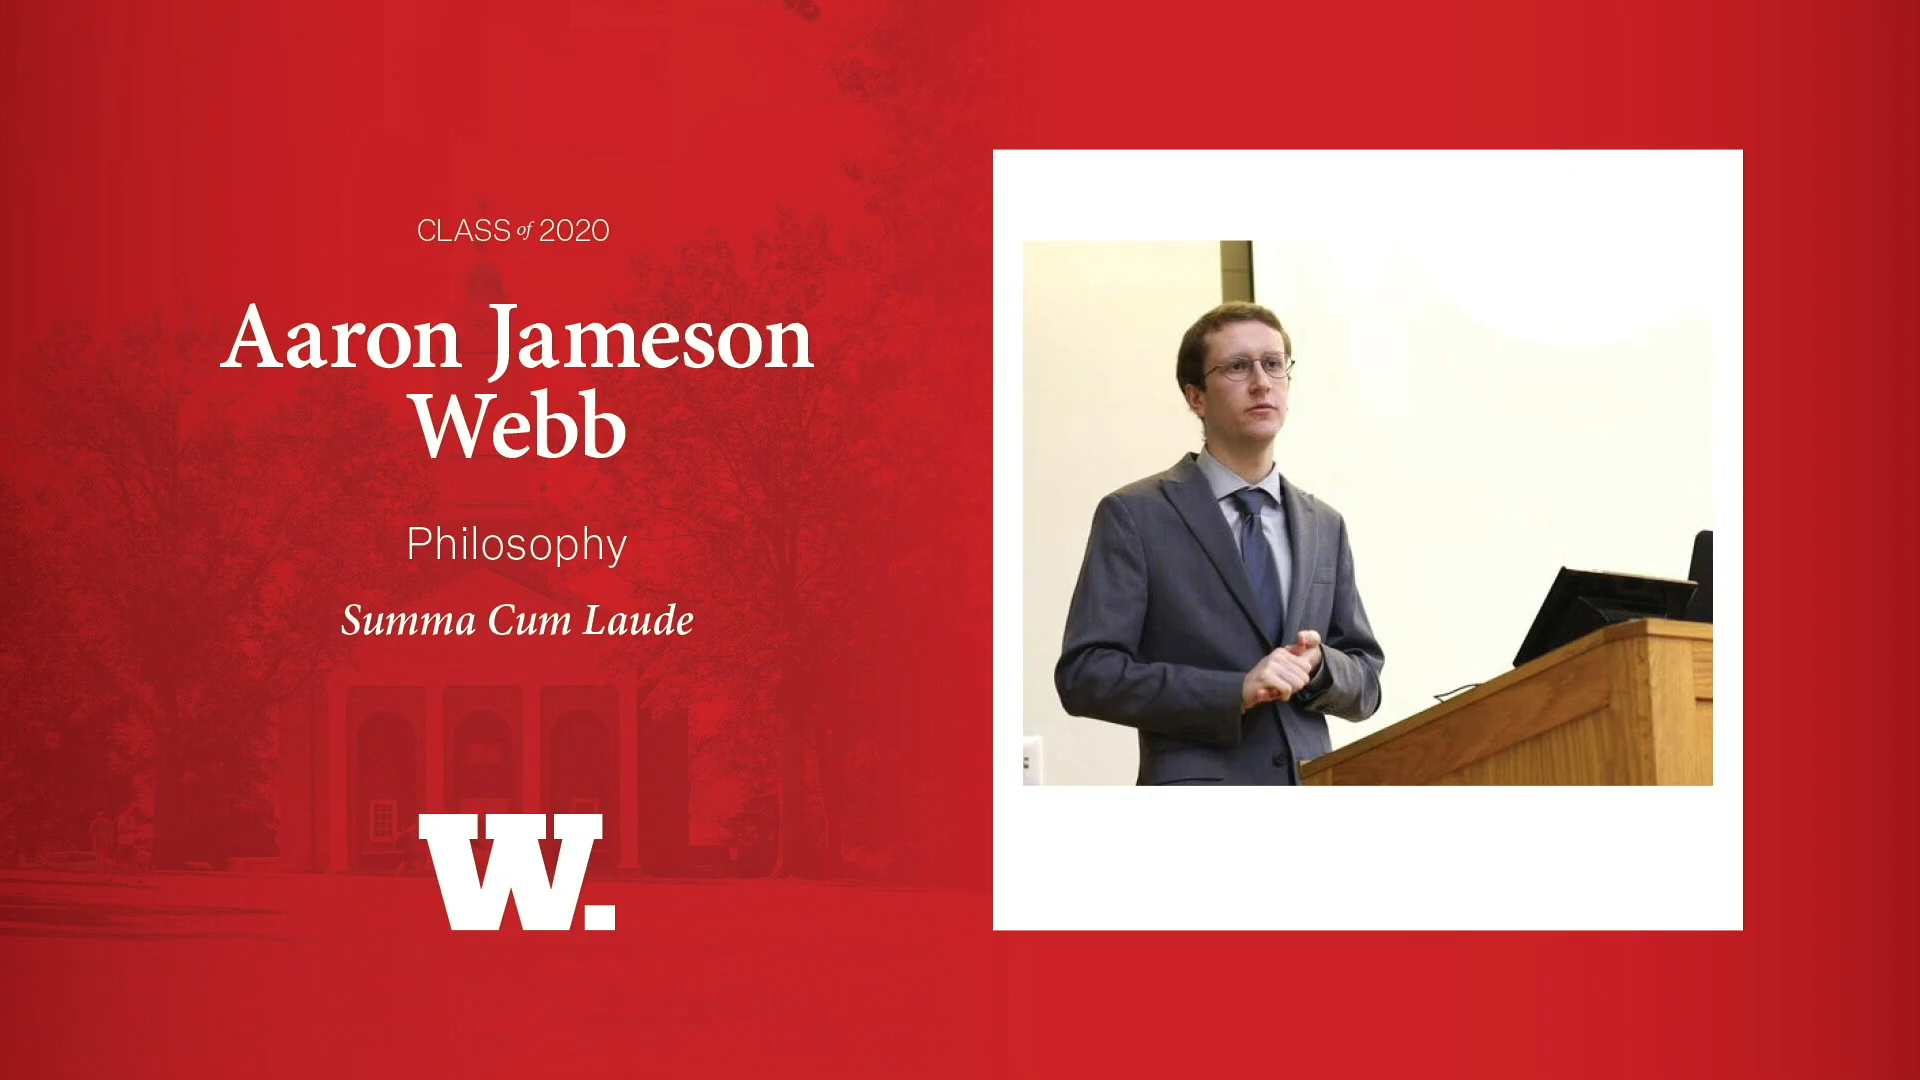 CLASS of 2020
Aaron Jameson
Webb
Philosophy
Summa Cum Laude
W.